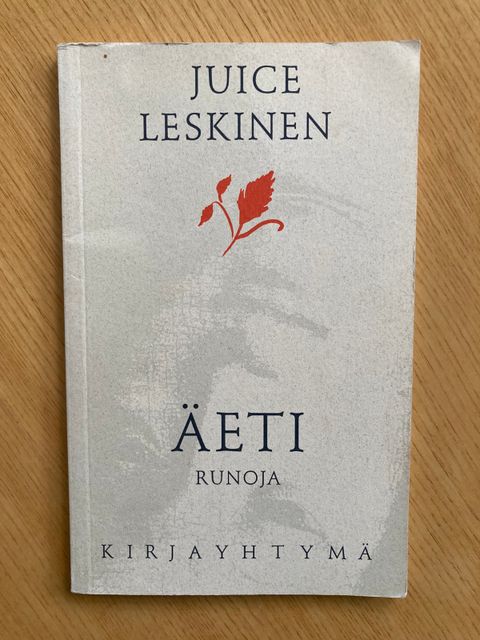 JUICE
LESKINEN
ÄETI
RUNOJA
KIRJAYHTYMÄ